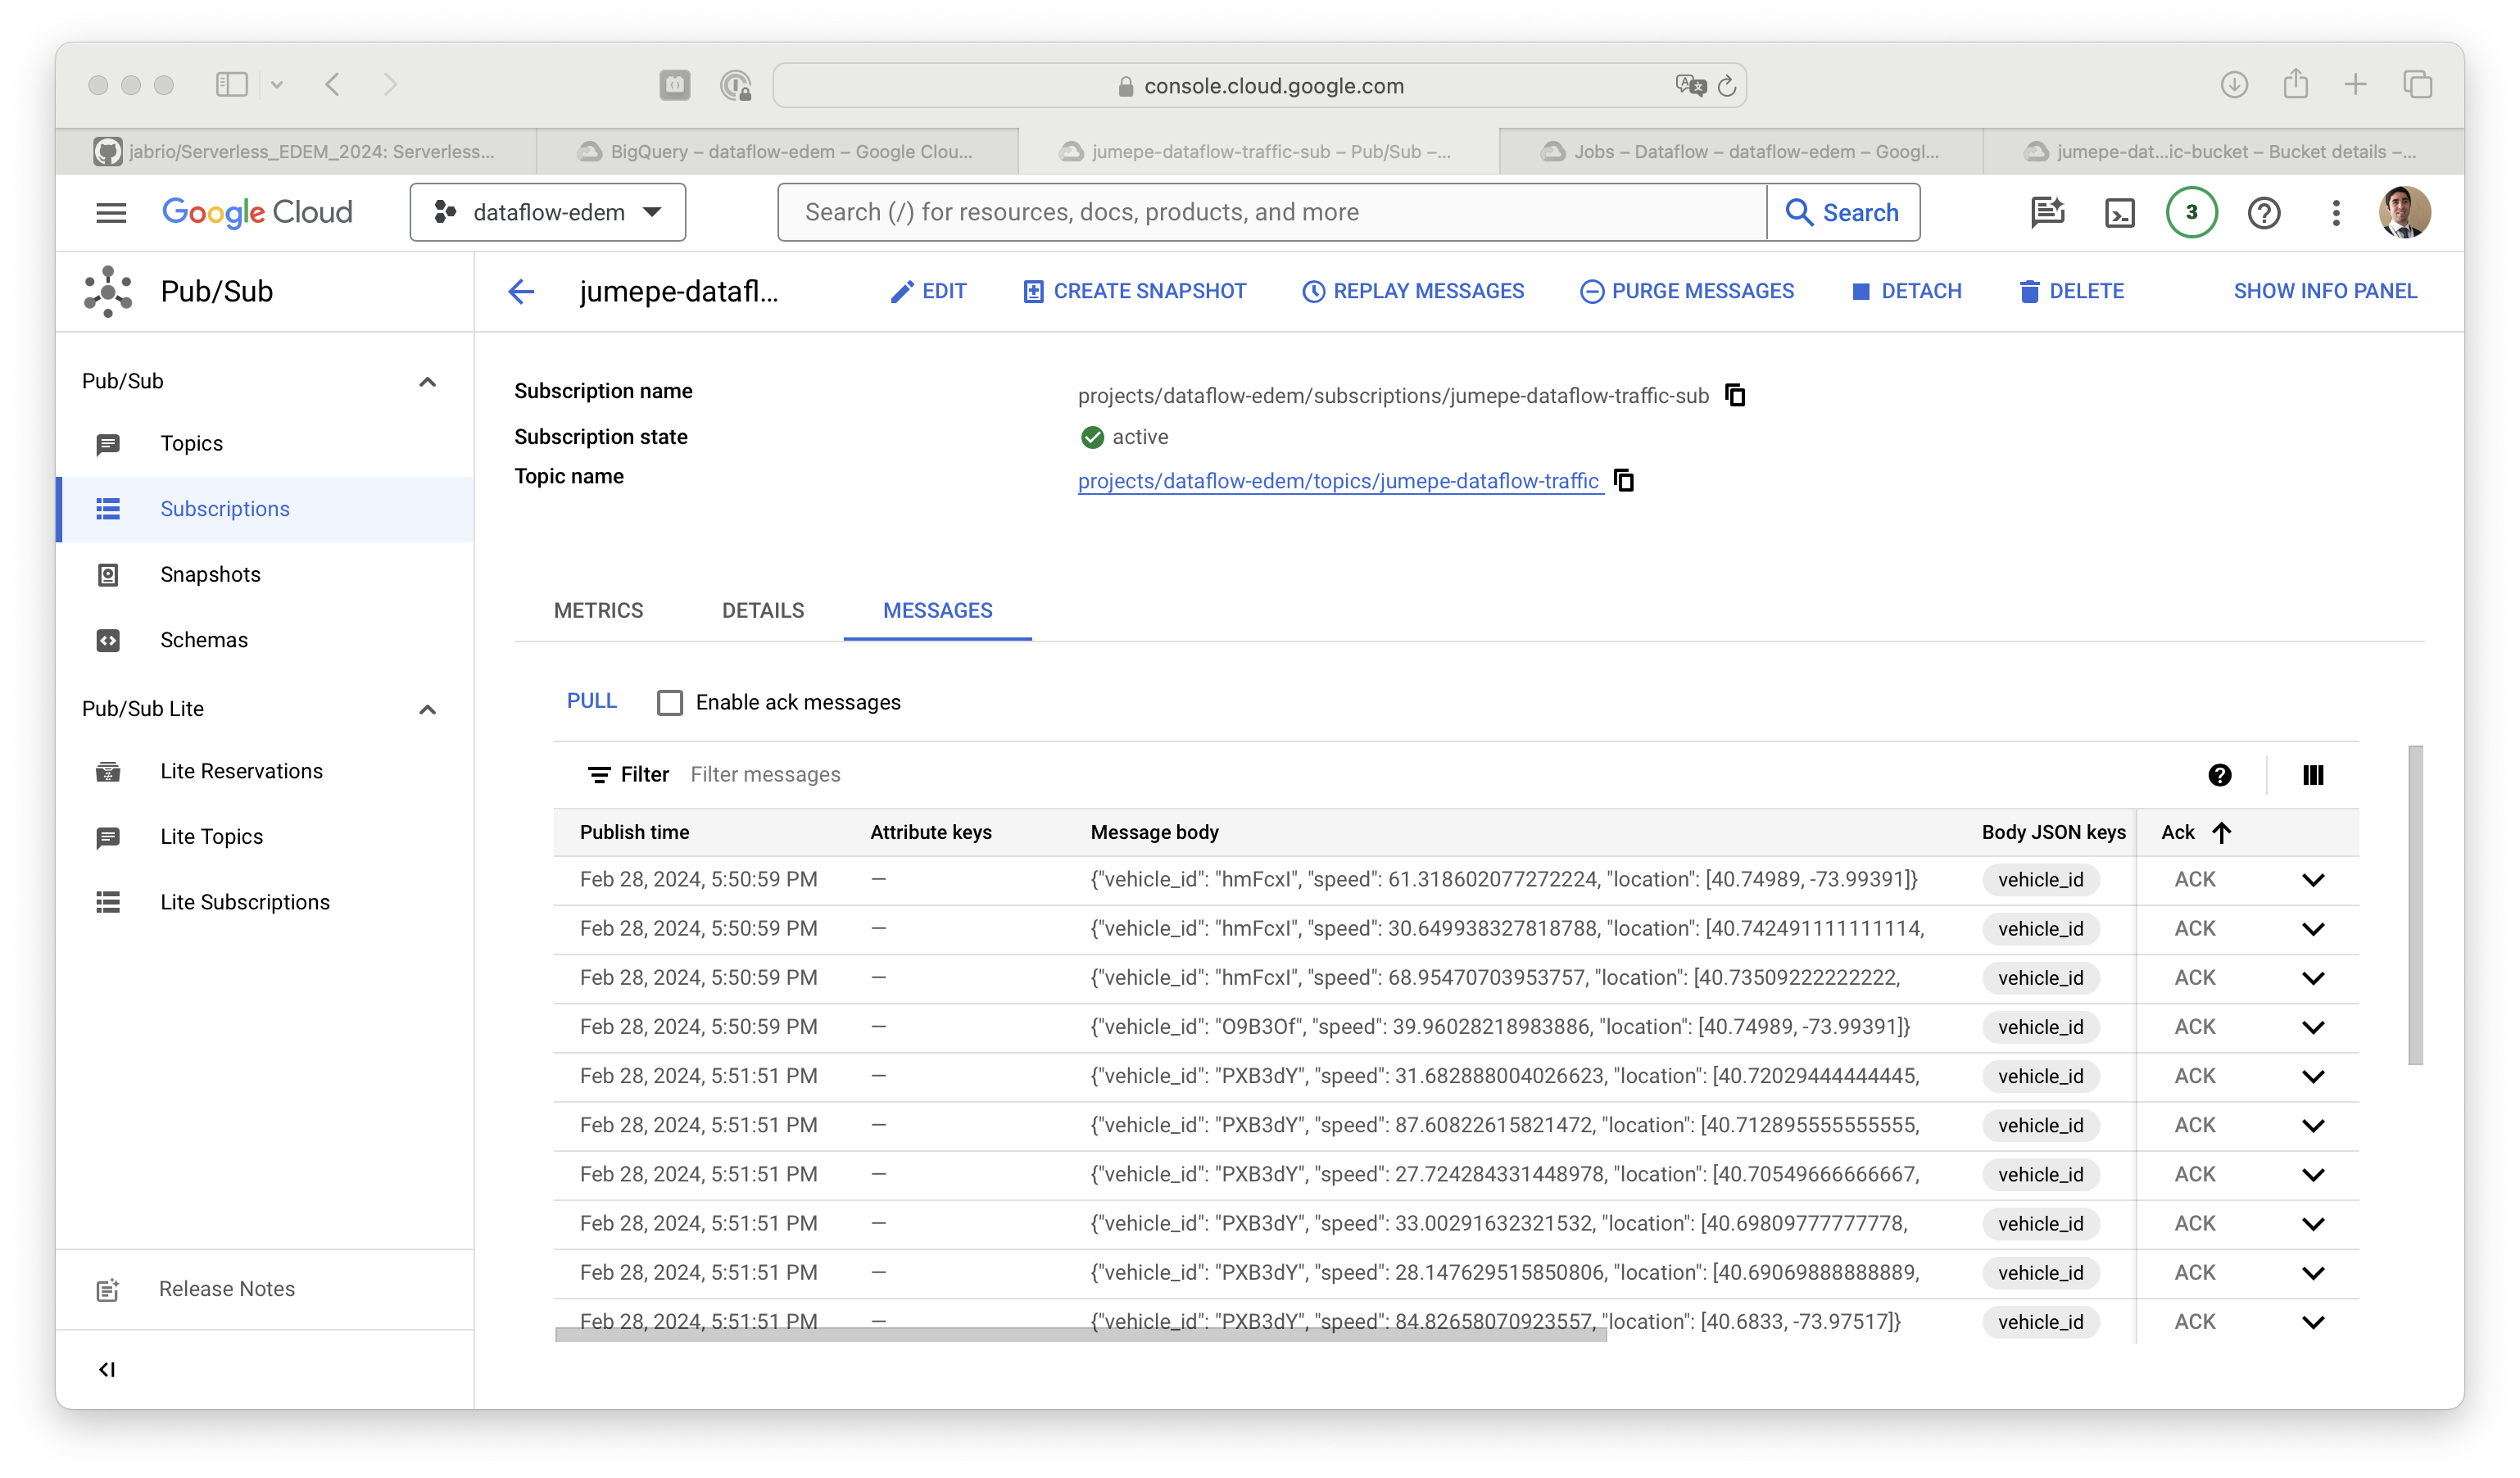 console.cloud.google.com
jabrio/Serverless_EDEM_2024: Serverless...
BigQuery – dataflow-edem – Google Clou...
jumepe-dataflow-traffic-sub – Pub/Sub –...
Jobs – Dataflow – dataflow-edem – Googl...
jumepe-dat...ic-bucket – Bucket details –...
Google Cloud
dataflow-edem
Search (/) for resources, docs, products, and more
Search
3
Pub/Sub
jumepe-datafl...
EDIT
CREATE SNAPSHOT
REPLAY MESSAGES
PURGE MESSAGES
DETACH
DELETE
SHOW INFO PANEL
Pub/Sub
Topics
Subscriptions
Snapshots
Schemas
Pub/Sub Lite
Lite Reservations
Lite Topics
Lite Subscriptions
Release Notes
Subscription name
projects/dataflow-edem/subscriptions/jumepe-dataflow-traffic-sub
Subscription state
active
Topic name
projects/dataflow-edem/topics/jumepe-dataflow-traffic
METRICS
DETAILS
MESSAGES
PULL
Enable ack messages
Filter
Filter messages
Publish time Attribute keys Message body Body JSON keys Ack
Feb 28, 2024, 5:50:59 PM — {"vehicle_id": "hmFcxI", "speed": 61.318602077272224, "location": [40.74989, -73.99391]} vehicle_id ACK
Feb 28, 2024, 5:50:59 PM — {"vehicle_id": "hmFcxI", "speed": 30.649938327818788, "location": [40.742491111111114, vehicle_id ACK
Feb 28, 2024, 5:50:59 PM — {"vehicle_id": "hmFcxI", "speed": 68.95470703953757, "location": [40.73509222222222, vehicle_id ACK
Feb 28, 2024, 5:50:59 PM — {"vehicle_id": "O9B3Of", "speed": 39.96028218983886, "location": [40.74989, -73.99391]} vehicle_id ACK
Feb 28, 2024, 5:51:51 PM — {"vehicle_id": "PXB3dY", "speed": 31.682888004026623, "location": [40.72029444444445, vehicle_id ACK
Feb 28, 2024, 5:51:51 PM — {"vehicle_id": "PXB3dY", "speed": 87.60822615821472, "location": [40.712895555555555, vehicle_id ACK
Feb 28, 2024, 5:51:51 PM — {"vehicle_id": "PXB3dY", "speed": 27.724284331448978, "location": [40.70549666666667, vehicle_id ACK
Feb 28, 2024, 5:51:51 PM — {"vehicle_id": "PXB3dY", "speed": 33.00291632321532, "location": [40.69809777777778, vehicle_id ACK
Feb 28, 2024, 5:51:51 PM — {"vehicle_id": "PXB3dY", "speed": 28.147629515850806, "location": [40.69069888888889, vehicle_id ACK
Feb 28, 2024, 5:51:51 PM — {"vehicle_id": "PXB3dY", "speed": 84.82658070923557, "location": [40.6833, -73.97517]} vehicle_id ACK